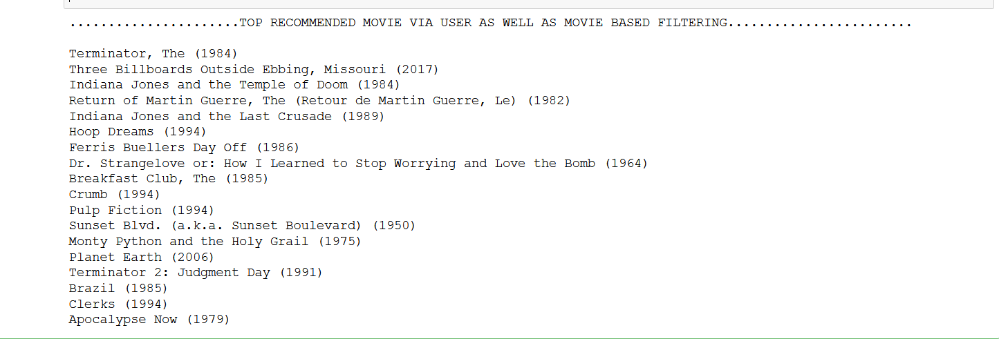 ......................TOP RECOMMENDED MOVIE VIA USER AS WELL AS MOVIE BASED FILTERING........................
Terminator, The (1984)
Three Billboards Outside Ebbing, Missouri (2017)
Indiana Jones and the Temple of Doom (1984)
Return of Martin Guerre, The (Retour de Martin Guerre, Le) (1982)
Indiana Jones and the Last Crusade (1989)
Hoop Dreams (1994)
Ferris Buellers Day Off (1986)
Dr. Strangelove or: How I Learned to Stop Worrying and Love the Bomb (1964)
Breakfast Club, The (1985)
Crumb (1994)
Pulp Fiction (1994)
Sunset Blvd. (a.k.a. Sunset Boulevard) (1950)
Monty Python and the Holy Grail (1975)
Planet Earth (2006)
Terminator 2: Judgment Day (1991)
Brazil (1985)
Clerks (1994)
Apocalypse Now (1979)